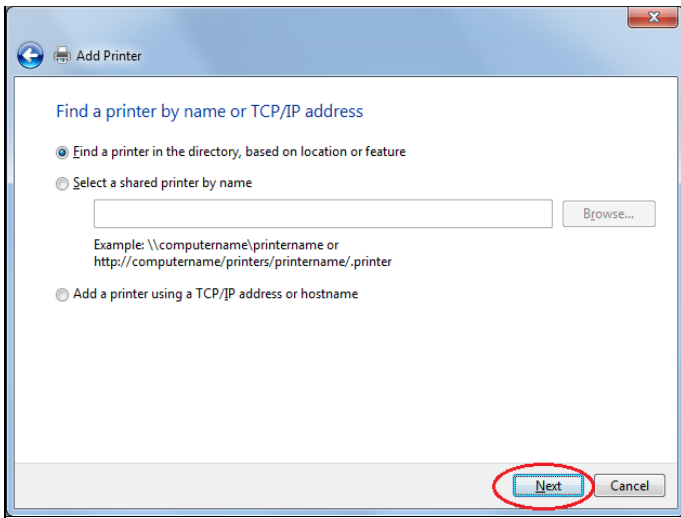 Add Printer
Find a printer by name or TCP/IP address
Find a printer in the directory, based on location or feature
Select a shared printer by name
Browse...
Example: \\computername\printername or
http://computername/printers/printername/.printer
Add a printer using a TCP/IP address or hostname
Next Cancel